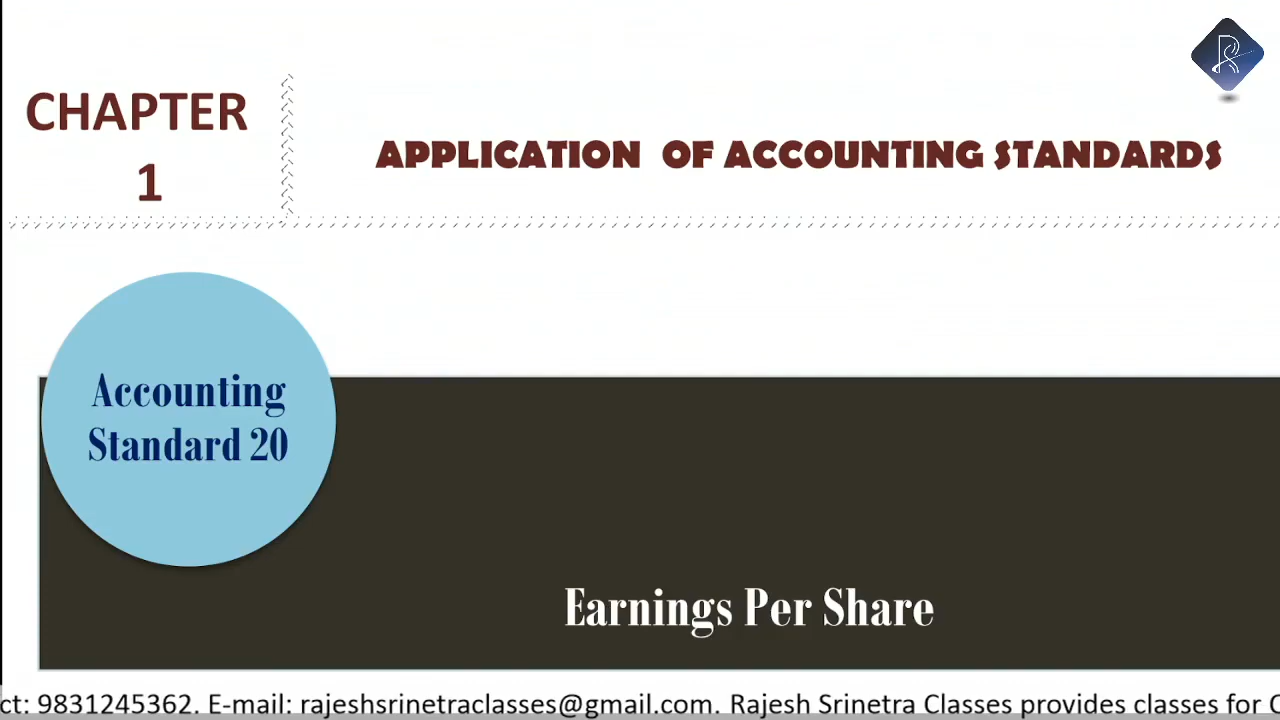 CHAPTER
1
APPLICATION OF ACCOUNTING STANDARDS
Accounting
Standard 20
Earnings Per Share
ct: 9831245362. E-mail: rajeshsrinetraclasses@gmail.com. Rajesh Srinetra Classes provides classes for C